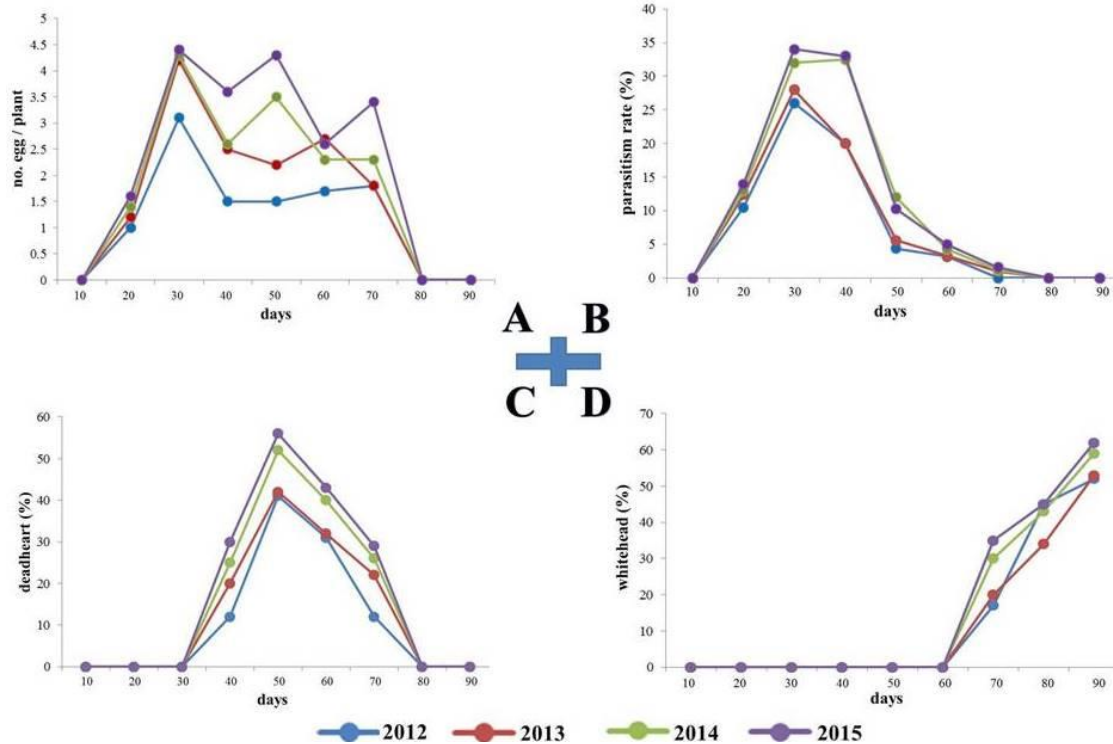 5
4.5
4
3.5
3
2.5
2
1.5
1
0.5
0
no. egg / plant
10 20 30 40 50 60 70 80 90
days
40
35
30
25
20
15
10
5
0
parasitism rate (%)
10 20 30 40 50 60 70 80 90
days
A B
C D
60
50
40
30
20
10
0
deadheart (%)
10 20 30 40 50 60 70 80 90
days
70
60
50
40
30
20
10
0
whitehead (%)
10 20 30 40 50 60 70 80 90
days
2012 2013 2014 2015